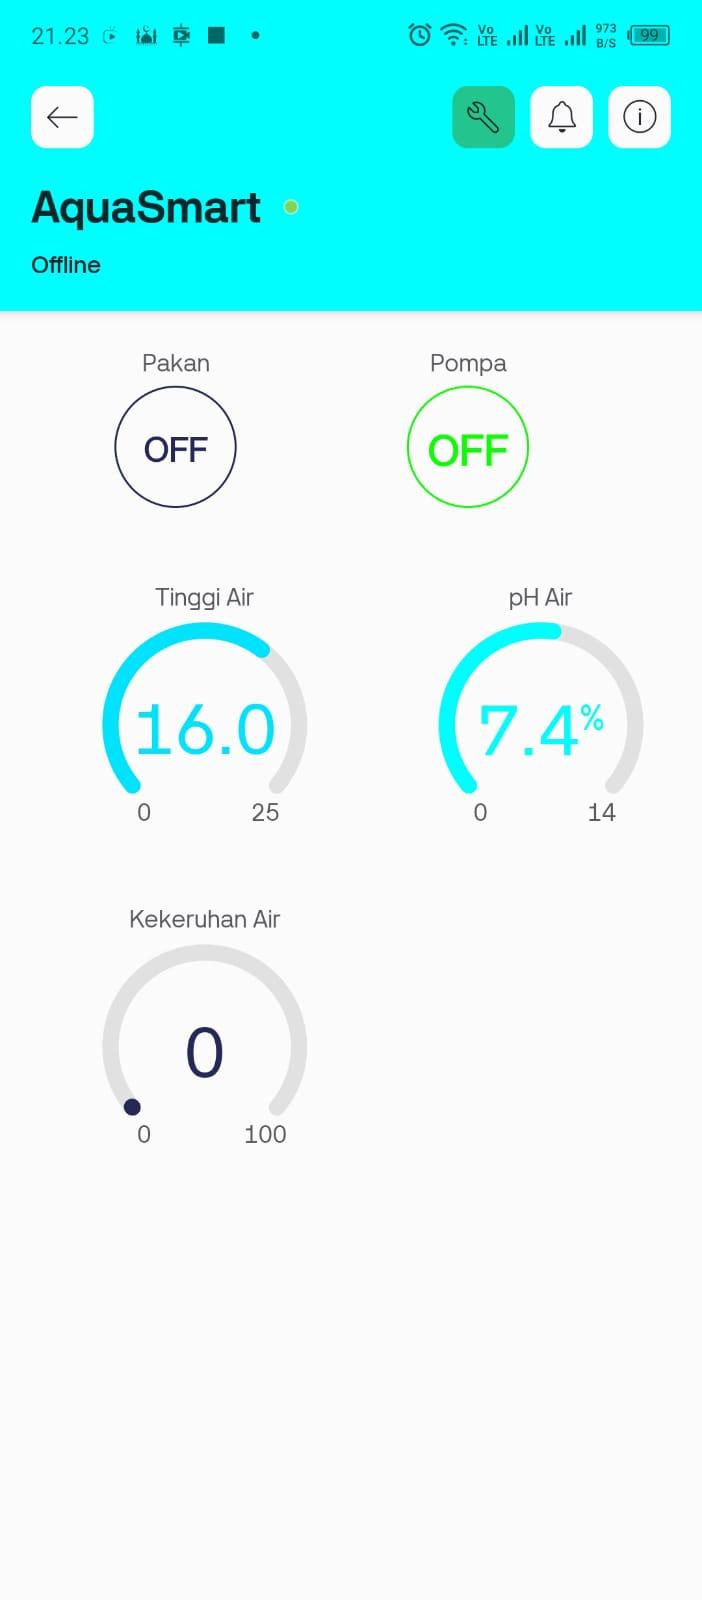 21.23 Vo LTE Vo LTE 973 B/S 99
AquaSmart
Offline
Pakan Pompa
OFF OFF
Tinggi Air pH Air
16.0 7.4%
0 25 0 14
Kekeruhan Air
0
0 100